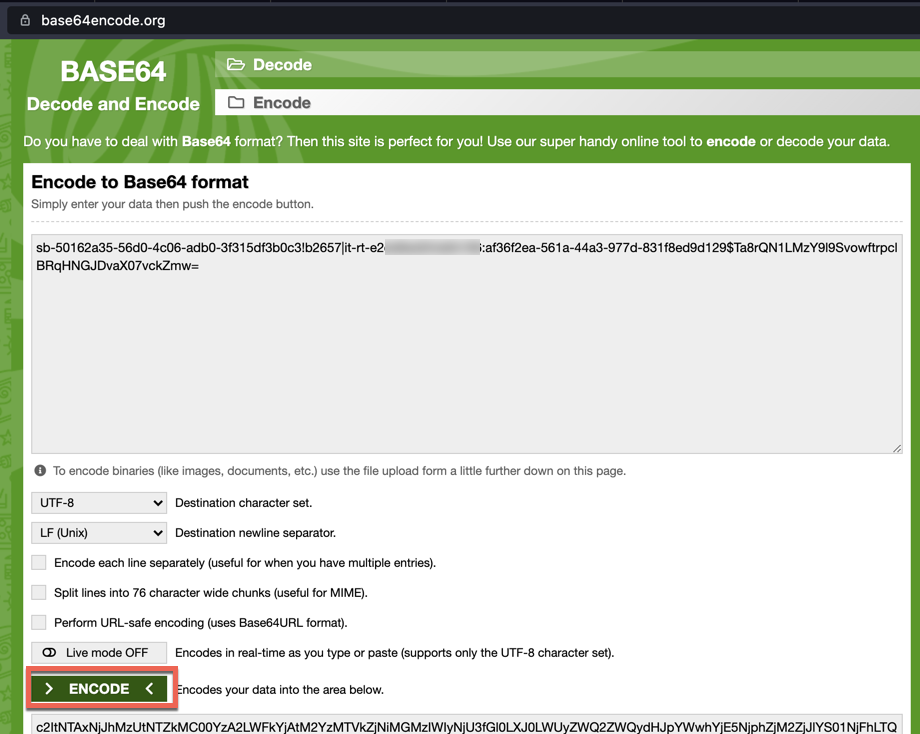 base64encode.org
BASE64
Decode and Encode
Decode
Encode
Do you have to deal with Base64 format? Then this site is perfect for you! Use our super handy online tool to encode or decode your data.
Encode to Base64 format
Simply enter your data then push the encode button.
sb-50162a35-56d0-4c06-adb0-3f315df3b0c3!b2657|it-rt-e2 :af36f2ea-561a-44a3-977d-831f8ed9d129$Ta8rQN1LMzY9l9SvowftrpcI
BRqHNGJDvaX07vckZmw=
To encode binaries (like images, documents, etc.) use the file upload form a little further down on this page.
UTF-8 Destination character set.
LF (Unix) Destination newline separator.
Encode each line separately (useful for when you have multiple entries).
Split lines into 76 character wide chunks (useful for MIME).
Perform URL-safe encoding (uses Base64URL format).
Live mode OFF Encodes in real-time as you type or paste (supports only the UTF-8 character set).
> ENCODE < Encodes your data into the area below.